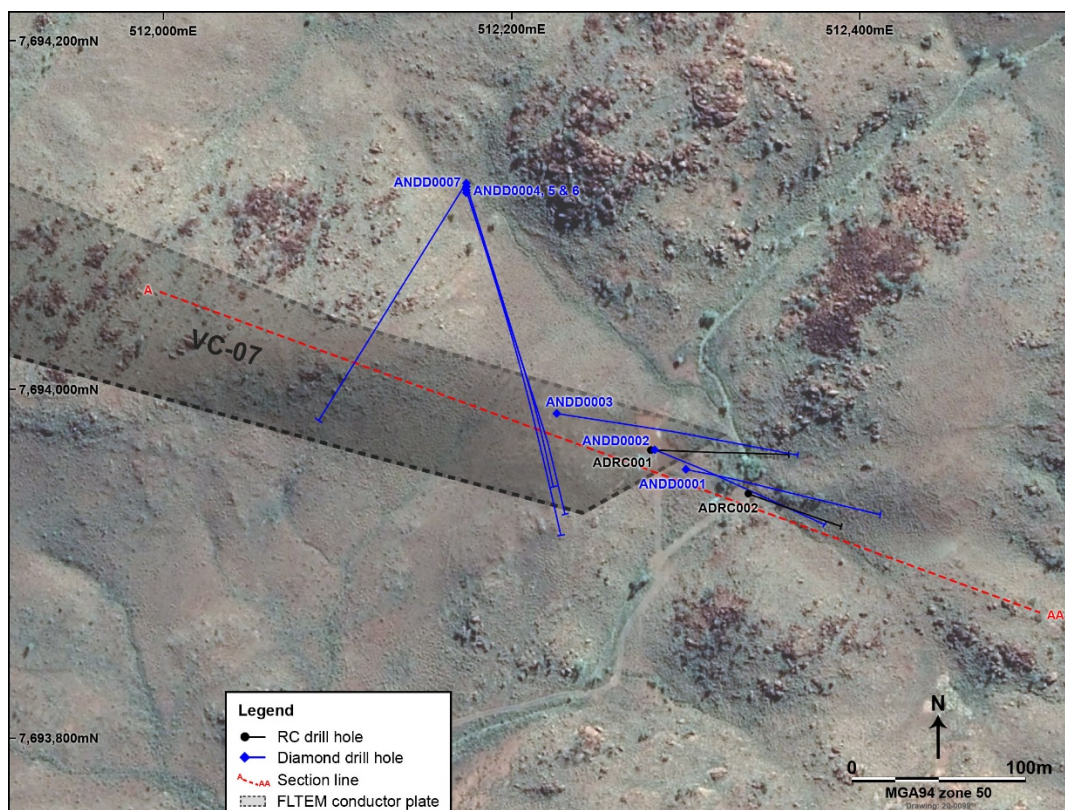 512,000mE
512,200mE
512,400mE
7,694,200mN
ANDD0007
ANDD0004, 5 & 6
A
VC-07
7,694,000mN
ANDD0003
ANDD0002
ADRC001
ANDD0001
ADRC002
AA
Legend
RC drill hole
Diamond drill hole
A AA Section line
FLTEM conductor plate
7,693,800mN
N
0 100m
MGA94 zone 50